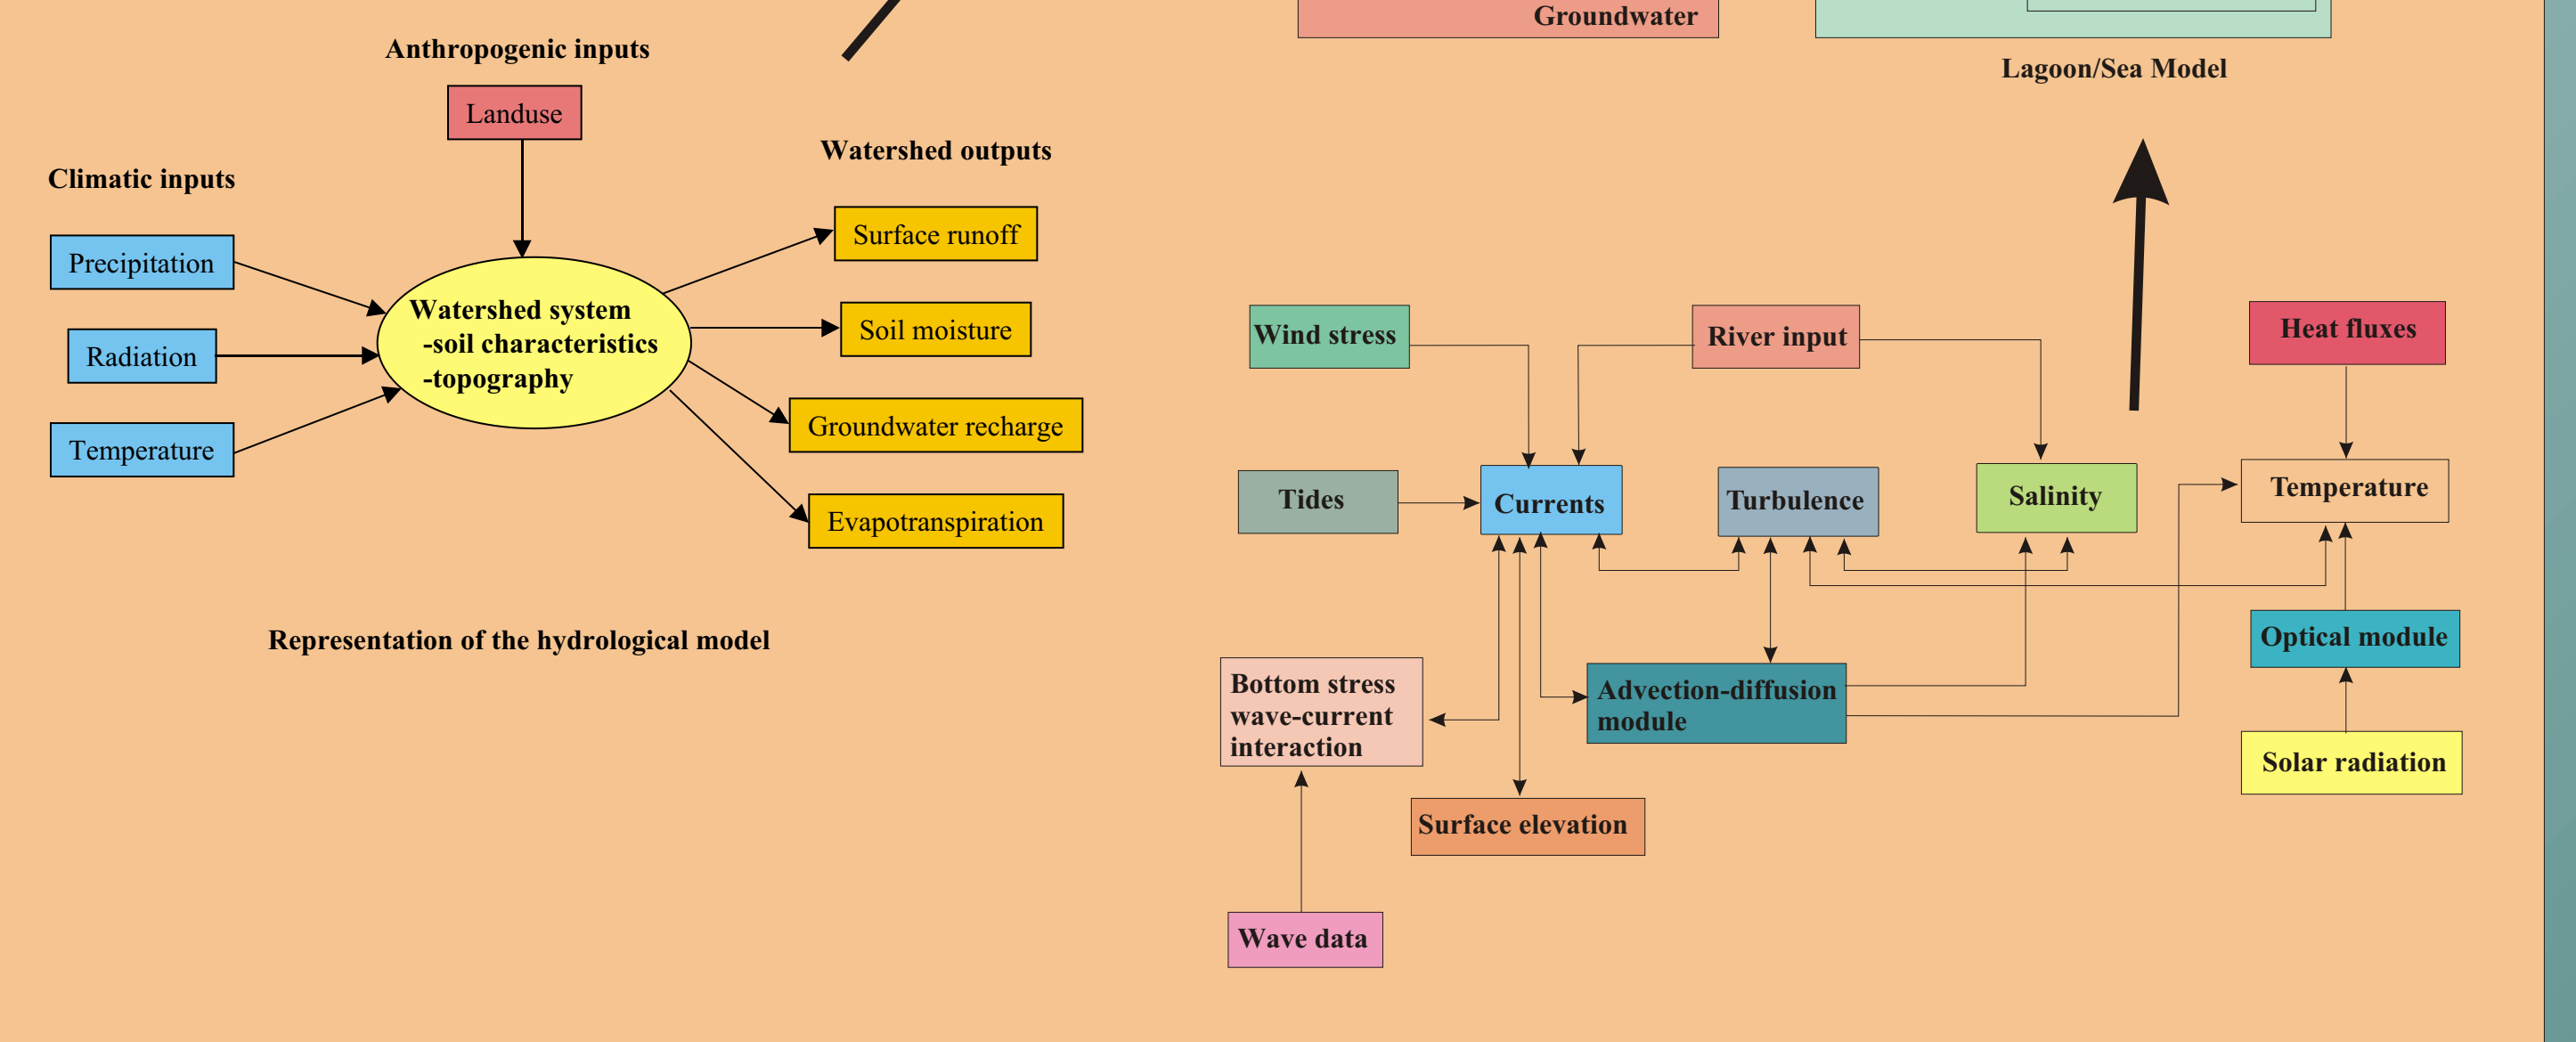 Groundwater
Lagoon/Sea Model
Anthropogenic inputs
Landuse
Climatic inputs
Precipitation
Radiation
Temperature
Watershed system
-soil characteristics
-topography
Watershed outputs
Surface runoff
Soil moisture
Groundwater recharge
Evapotranspiration
Representation of the hydrological model
Wind stress
River input
Heat fluxes
Tides
Currents
Turbulence
Salinity
Temperature
Optical module
Bottom stress
wave-current
interaction
Advection-diffusion
module
Solar radiation
Surface elevation
Wave data